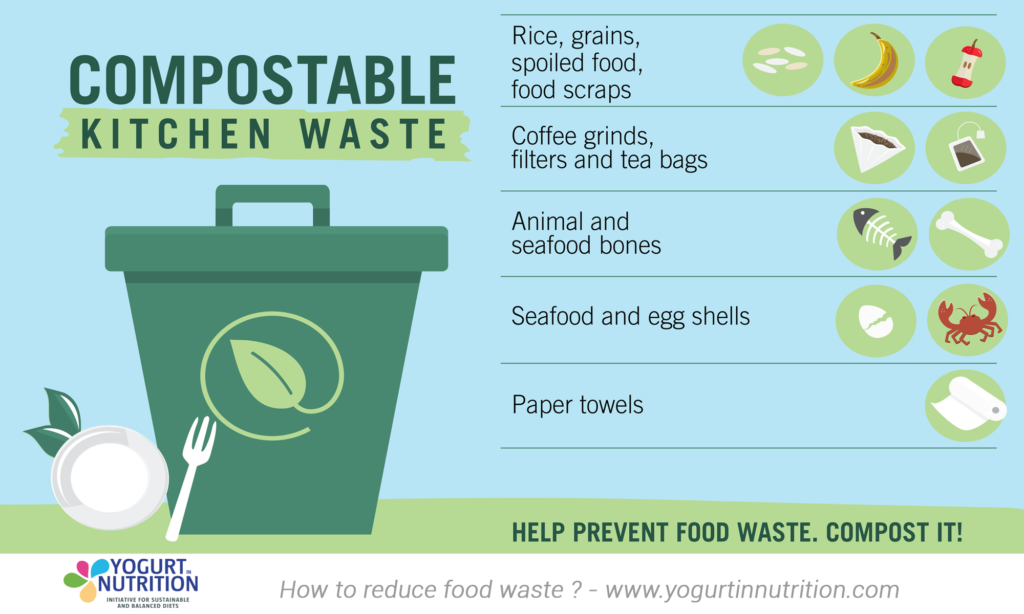 COMPOSTABLE
KITCHEN WASTE
Rice, grains,
spoiled food,
food scraps
Coffee grinds,
filters and tea bags
Animal and
seafood bones
Seafood and egg shells
Paper towels
HELP PREVENT FOOD WASTE. COMPOST IT!
YOGURT IN
NUTRITION
INITIATIVE FOR SUSTAINABLE
AND BALANCED DIETS
How to reduce food waste ? - www.yogurtinnutrition.com